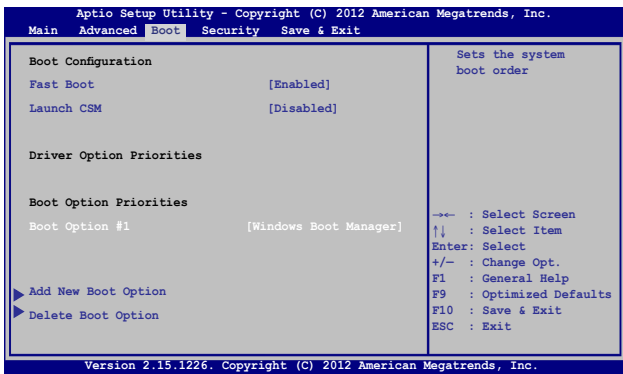 Aptio Setup Utility - Copyright (C) 2012 American Megatrends, Inc.
Main Advanced Boot Security Save & Exit
Boot Configuration
Fast Boot [Enabled]
Launch CSM [Disabled]
Driver Option Priorities
Boot Option Priorities
Boot Option #1 [Windows Boot Manager]
Add New Boot Option
Delete Boot Option
Sets the system
boot order
→← : Select Screen
↑↓ : Select Item
Enter: Select
+/— : Change Opt.
F1 : General Help
F9 : Optimized Defaults
F10 : Save & Exit
ESC : Exit
Version 2.15.1226. Copyright (C) 2012 American Megatrends, Inc.